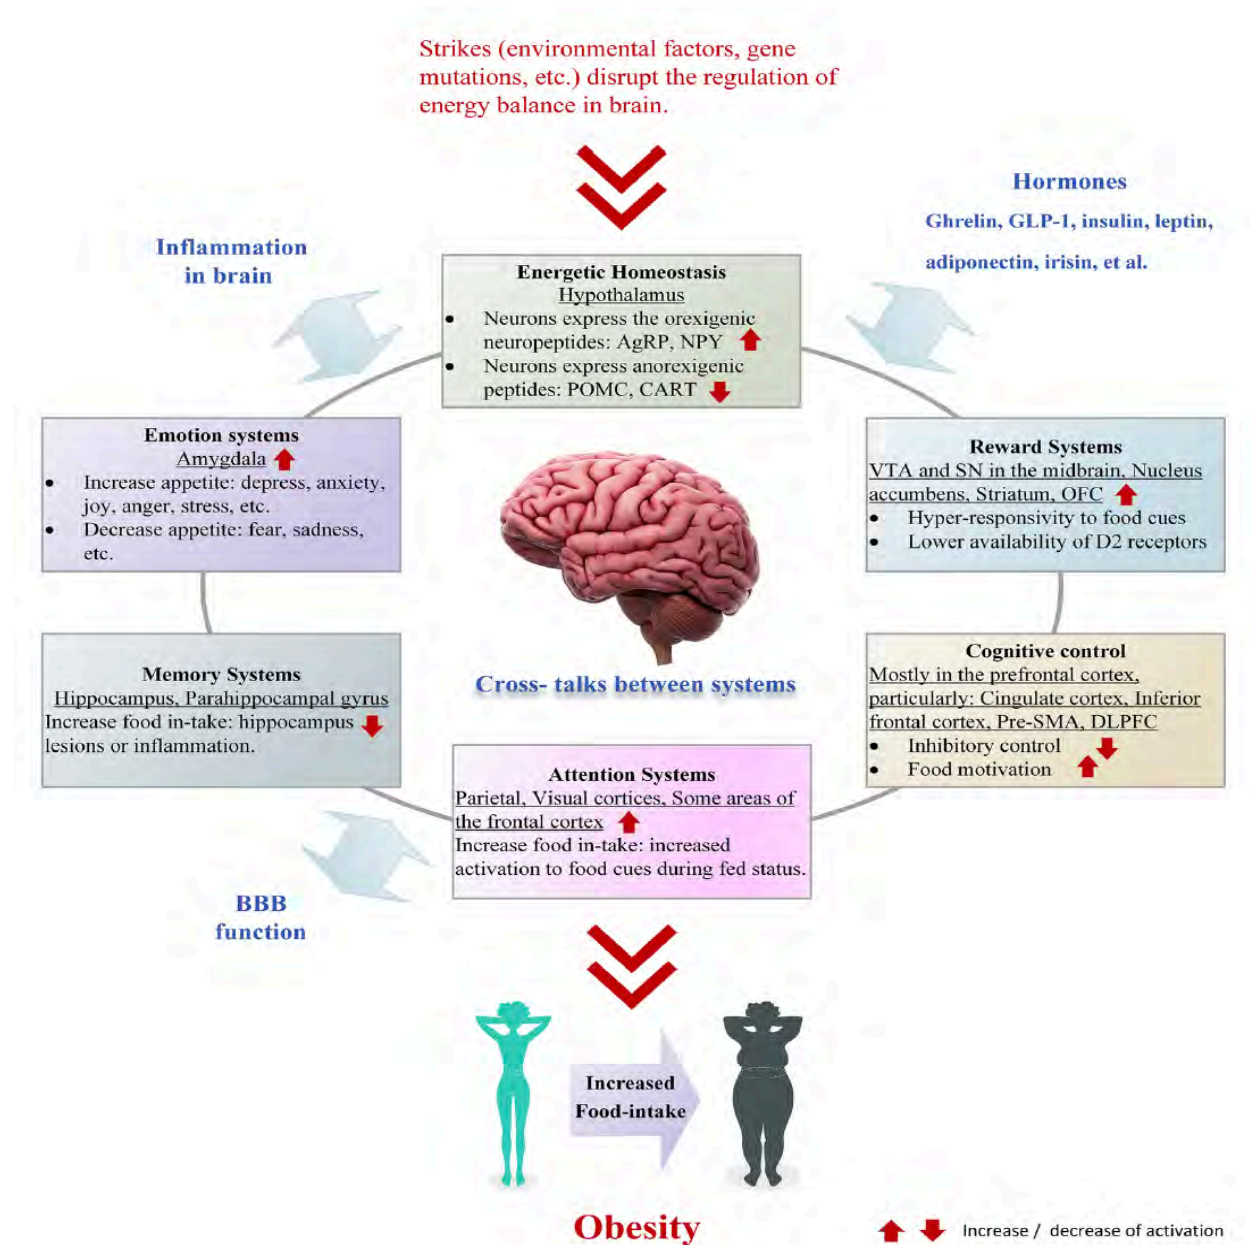 Strikes (environmental factors, gene
mutations, etc.) disrupt the regulation of
energy balance in brain.
Hormones
Ghrelin, GLP-1, insulin, leptin,
adiponectin, irisin, et al.
Inflammation
in brain
Energetic Homeostasis
Hypothalamus
• Neurons express the orexigenic
neuropeptides: AgRP, NPY
• Neurons express anorexigenic
peptides: POMC, CART
Emotion systems
Amygdala
• Increase appetite: depress, anxiety,
joy, anger, stress, etc.
• Decrease appetite: fear, sadness,
etc.
Reward Systems
VTA and SN in the midbrain, Nucleus
accumbens, Striatum, OFC
• Hyper-responsivity to food cues
• Lower availability of D2 receptors
Memory Systems
Hippocampus, Parahippocampal gyrus
Increase food in-take: hippocampus
lesions or inflammation.
Cross- talks between systems
Cognitive control
Mostly in the prefrontal cortex,
particularly: Cingulate cortex, Inferior
frontal cortex, Pre-SMA, DLPFC
• Inhibitory control
• Food motivation
Attention Systems
Parietal, Visual cortices, Some areas of
the frontal cortex
Increase food in-take: increased
activation to food cues during fed status.
BBB
function
Increased
Food-intake
Obesity
Increase / decrease of activation